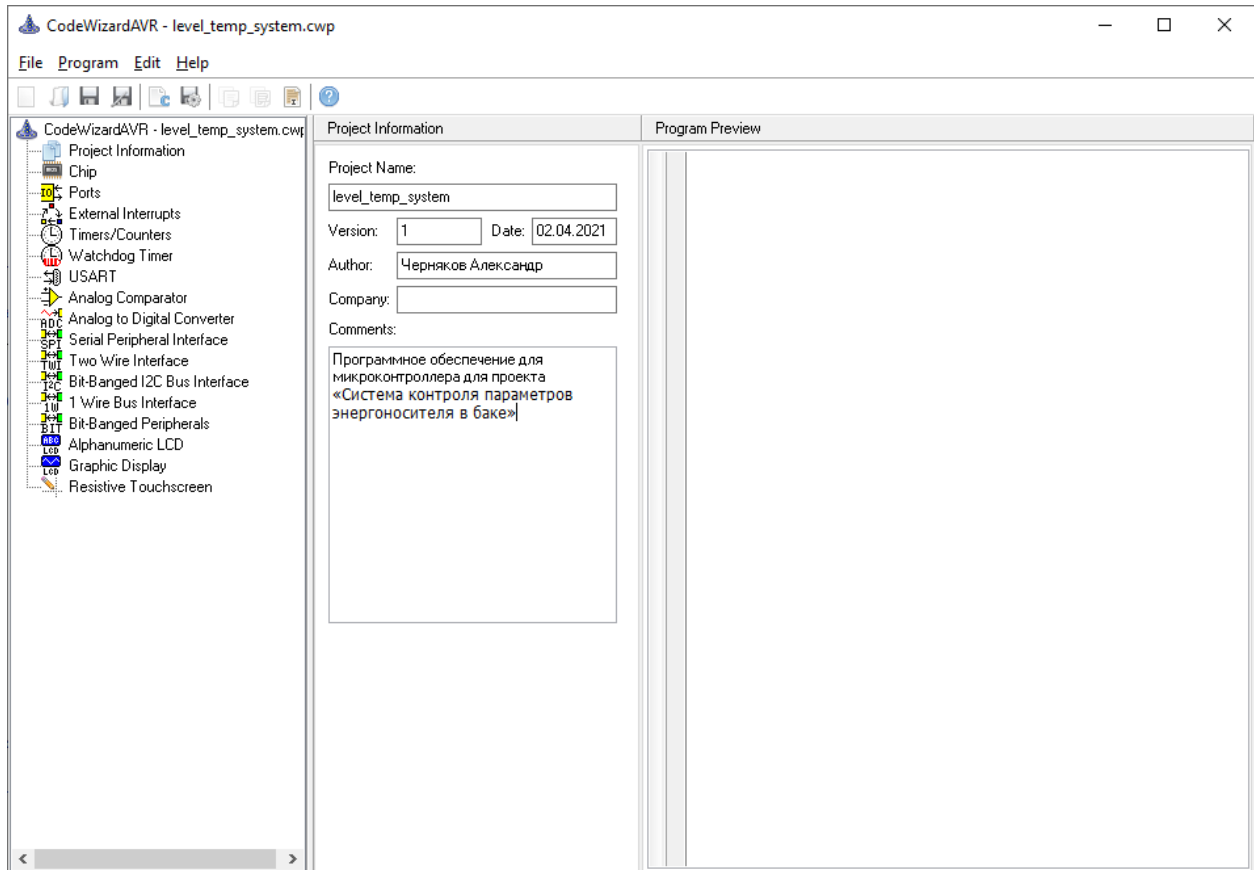 CodeWizardAVR - level_temp_system.cwp
File Program Edit Help
CodeWizardAVR - level_temp_system.cwp
Project Information
Chip
Ports
External Interrupts
Timers/Counters
Watchdog Timer
USART
Analog Comparator
Analog to Digital Converter
Serial Peripheral Interface
Two Wire Interface
Bit-Banged I2C Bus Interface
1 Wire Bus Interface
Bit-Banged Peripherals
Alphanumeric LCD
Graphic Display
Resistive Touchscreen
Project Information
Project Name:
level_temp_system
Version: 1 Date: 02.04.2021
Author: Черняков Александр
Company:
Comments:
Программное обеспечение для
микроконтроллера для проекта
«Система контроля параметров
энергоносителя в баке»
Program Preview